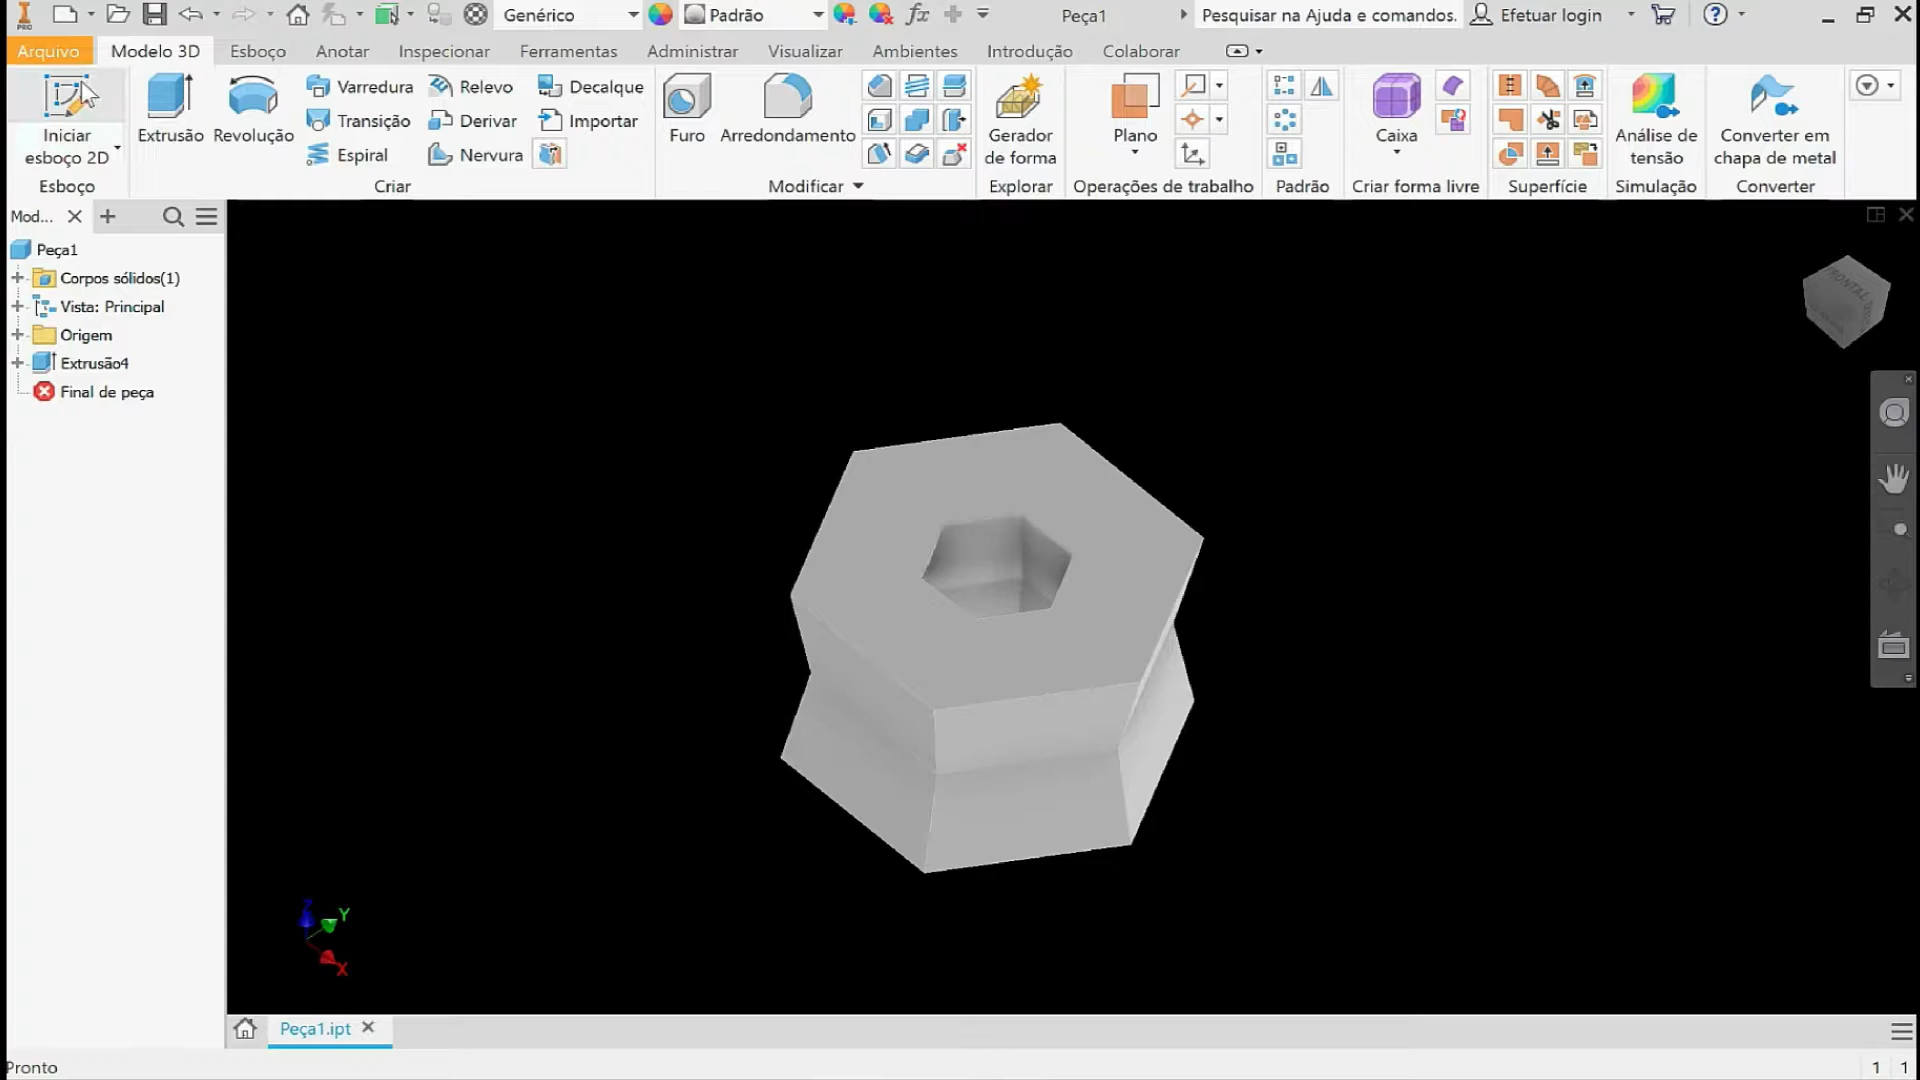 PRO
Genérico
Padrão
fx
Peça1
Pesquisar na Ajuda e comandos.
Efetuar login
Arquivo
Modelo 3D
Esboço
Anotar
Inspecionar
Ferramentas
Administrar
Visualizar
Ambientes
Introdução
Colaborar
Iniciar
esboço 2D
Extrusão
Revolução
Varredura
Transição
Espiral
Relevo
Derivar
Nervura
Decalque
Importar
Furo
Arredondamento
Gerador
de forma
Plano
Caixa
Análise de
tensão
Converter em
chapa de metal
Esboço
Criar
Modificar
Explorar
Operações de trabalho
Padrão
Criar forma livre
Superfície
Simulação
Converter
Mod...
Peça1
Corpos sólidos(1)
Vista: Principal
Origem
Extrusão4
Final de peça
FRONTAL
Z
Y
X
Peça1.ipt
Pronto
1 1